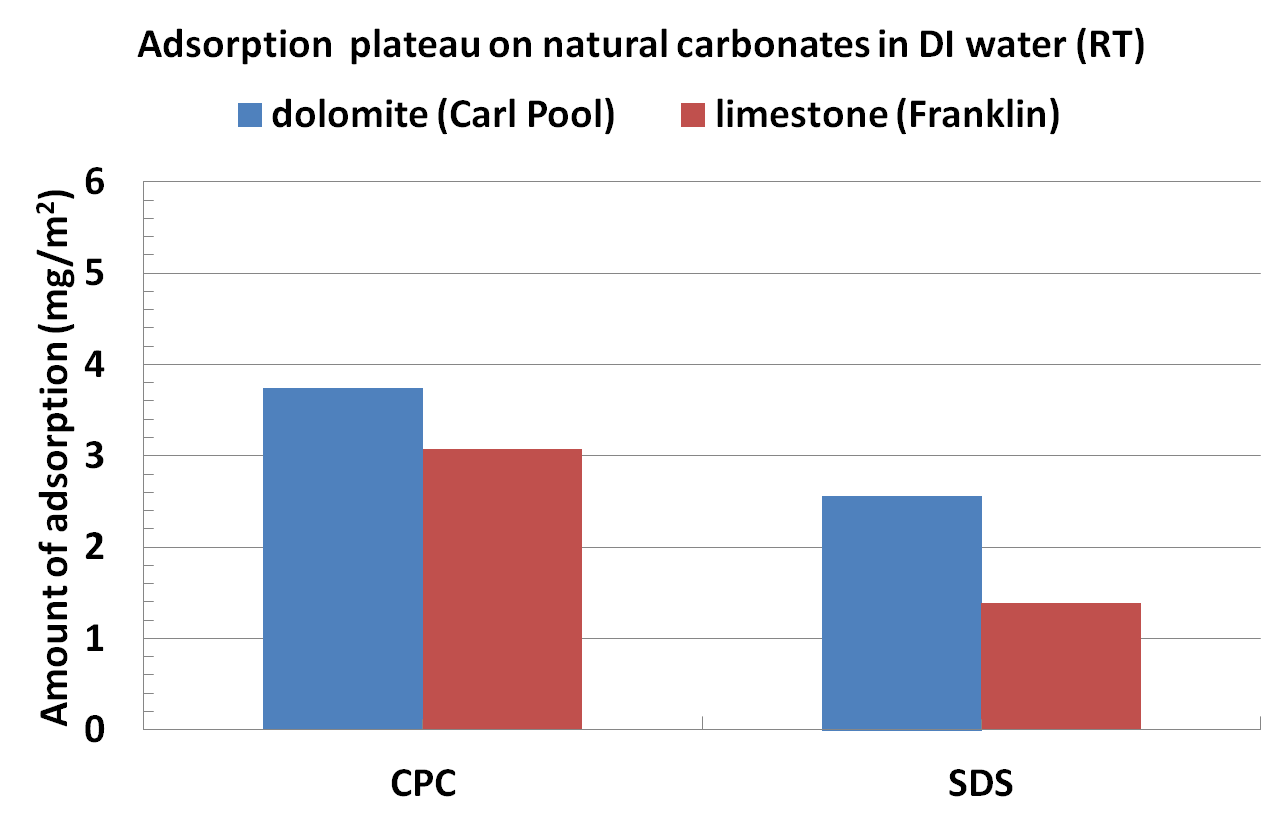 Adsorption plateau on natural carbonates in DI water (RT)
dolomite (Carl Pool) limestone (Franklin)
Amount of adsorption (mg/m²)
6
5
4
3
2
1
0
CPC SDS